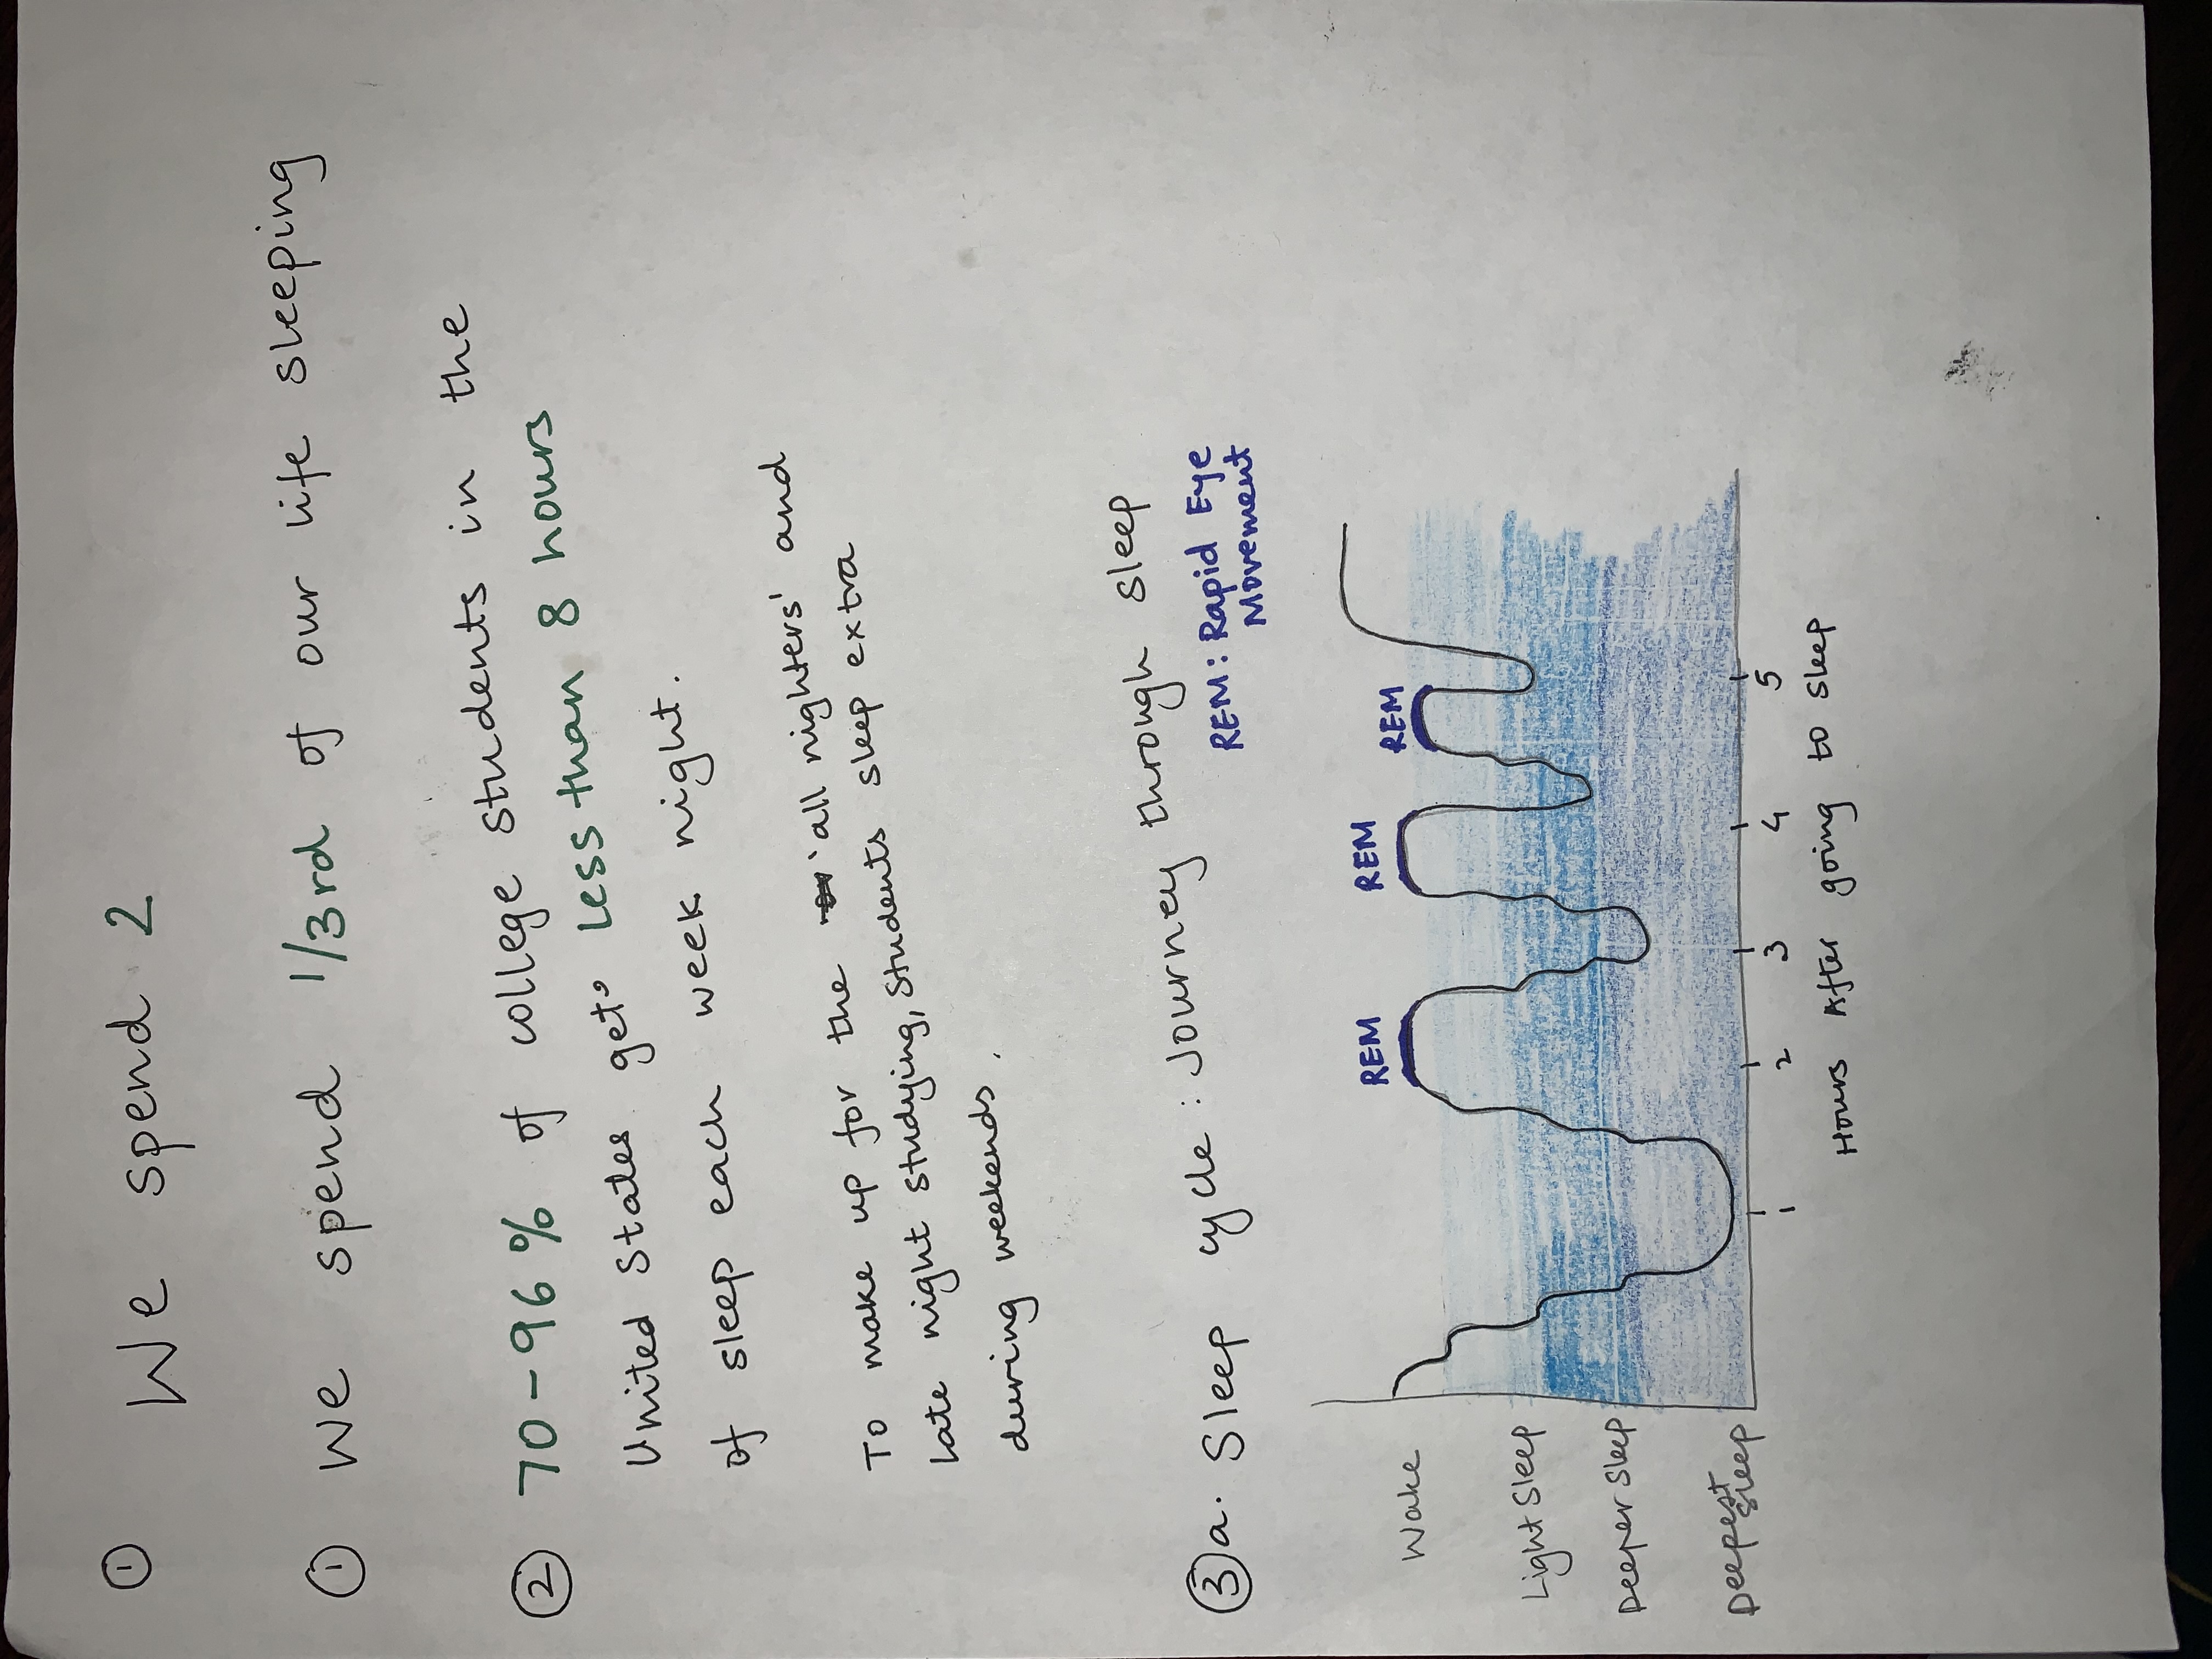 ① We spend 2
① We spend 1/3rd of our life sleeping
② 70-96% of college students in the
United States get less than 8 hours
of sleep each week night.
To make up for the 'all nighters' and
late night studying, students sleep extra
during weekends.
③a. Sleep cycle: Journey through sleep
REM: Rapid Eye
Movement
REM REM REM
Wake
Light Sleep
Deeper Sleep
Deepest
Sleep
1 2 3 4 5
Hours After going to sleep